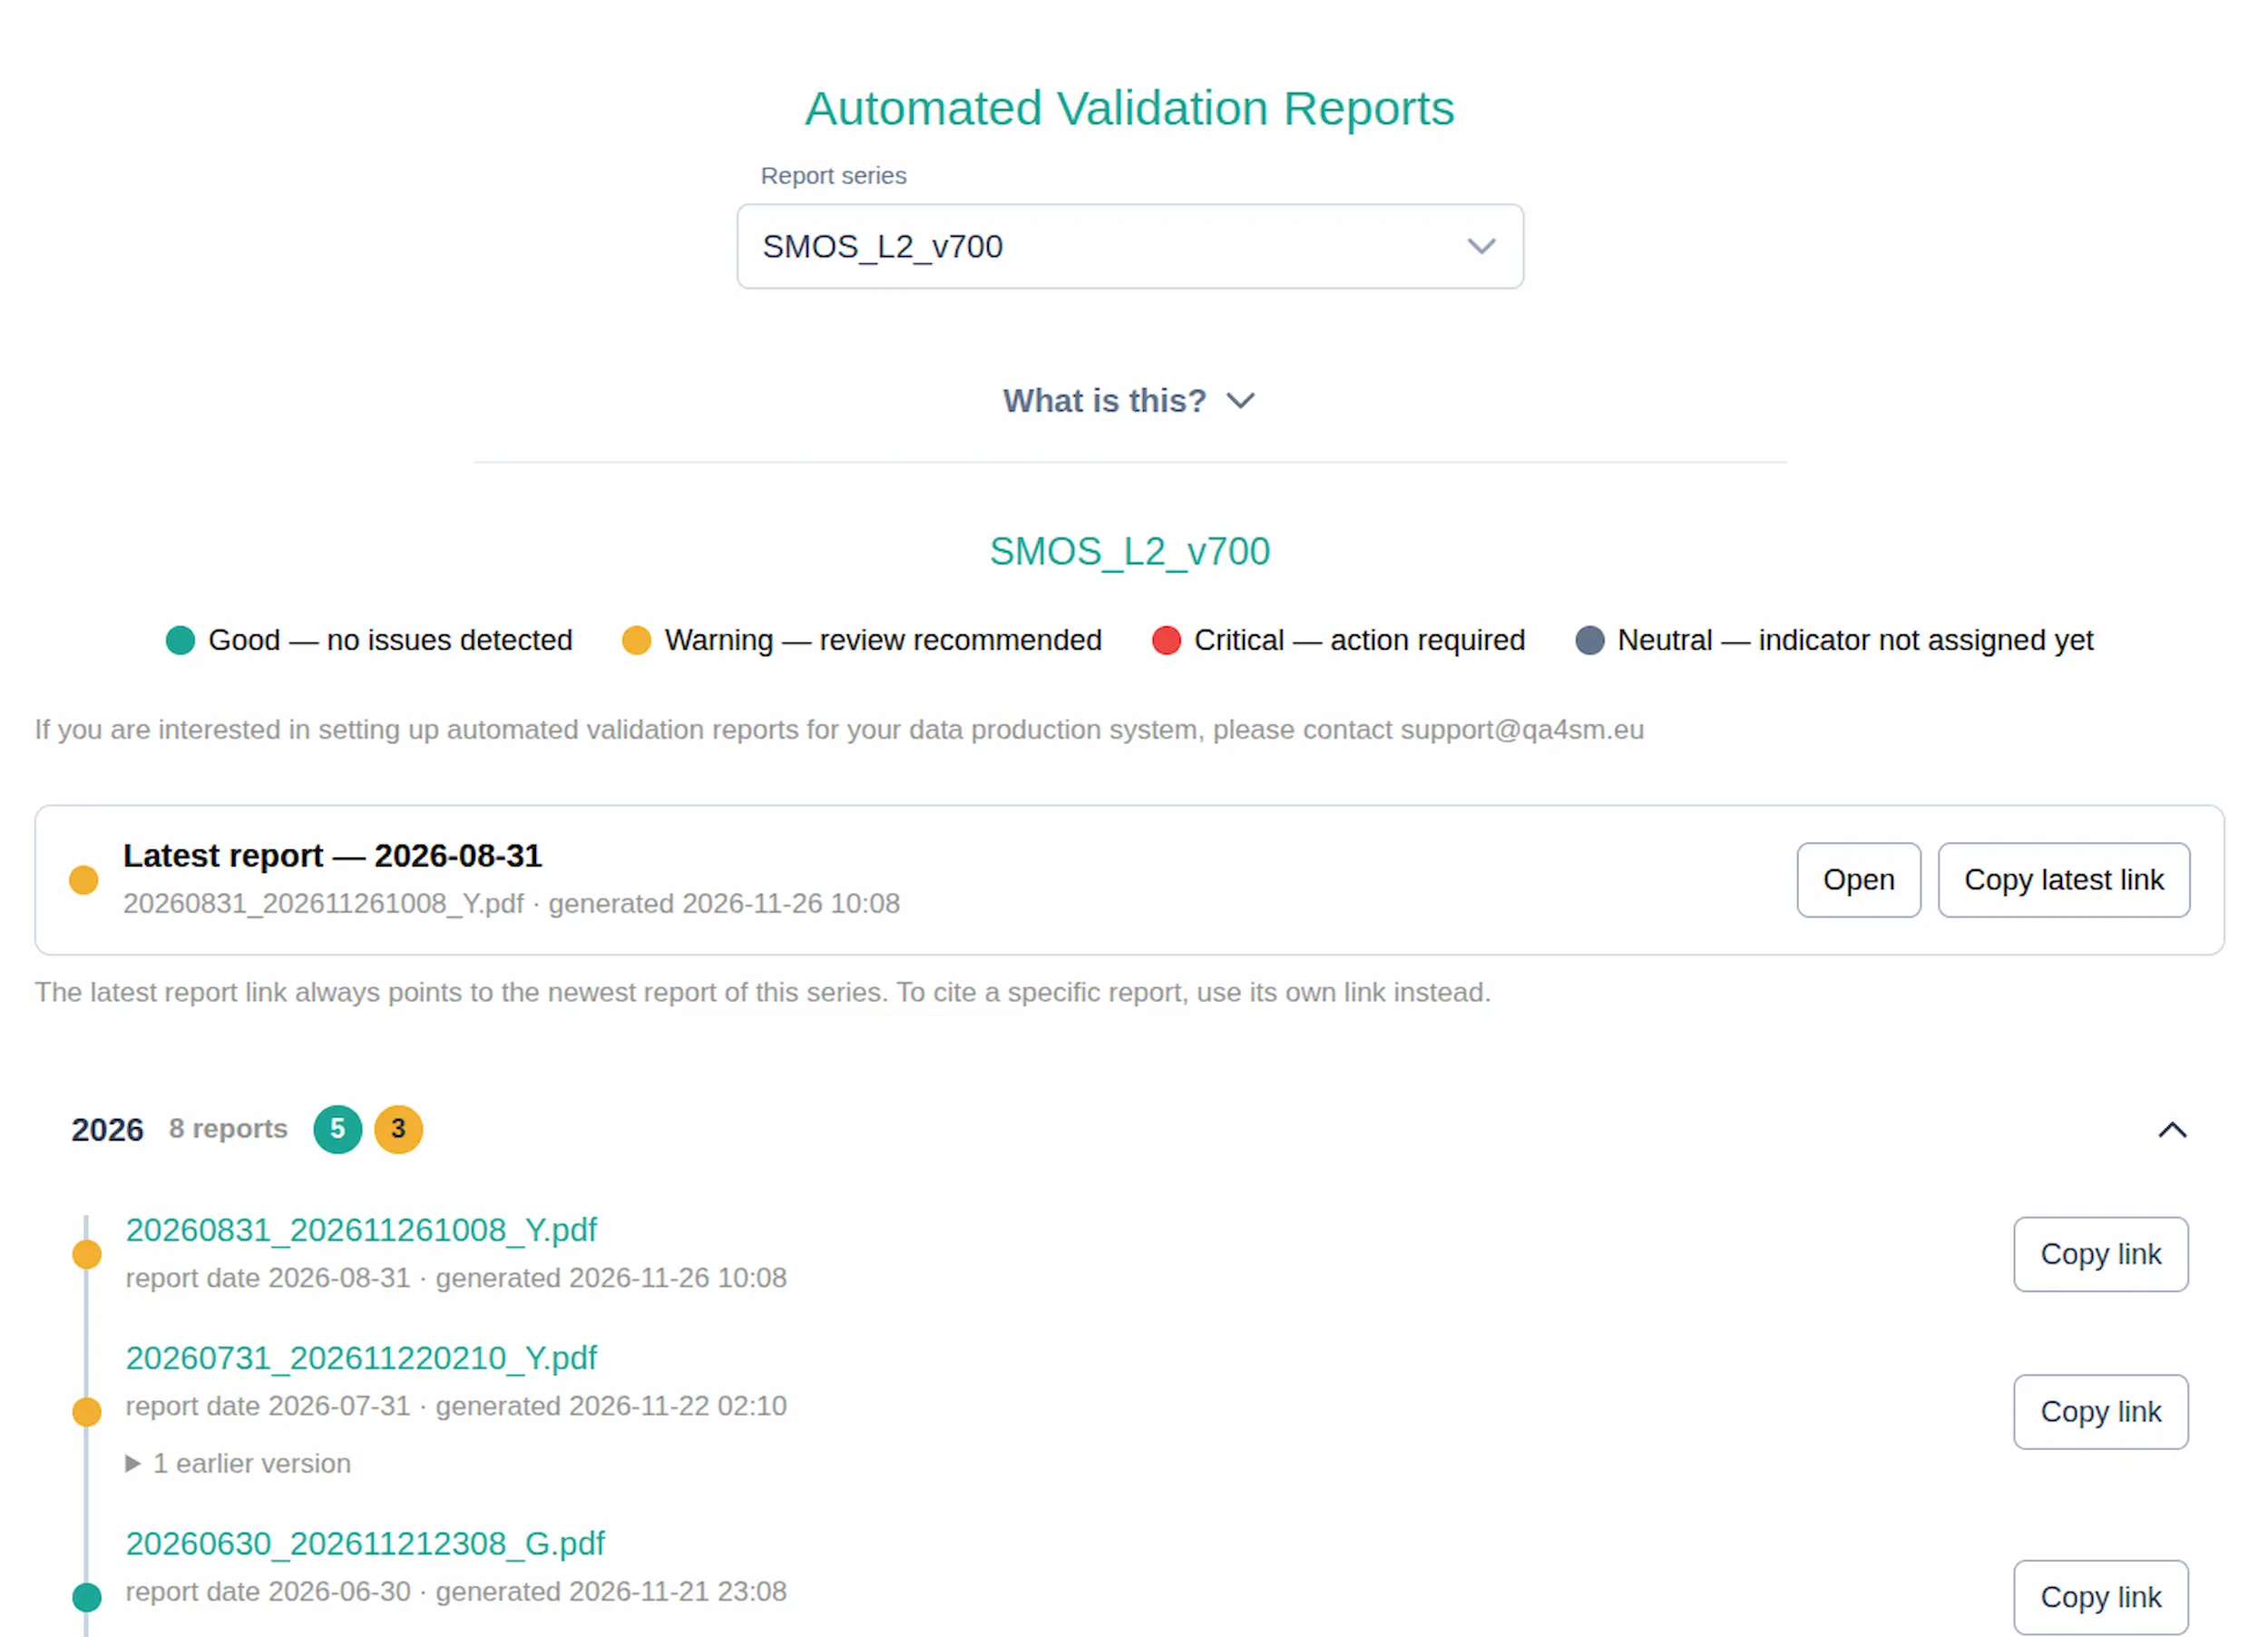 Automated Validation Reports
Report series
SMOS_L2_v700
What is this?
SMOS_L2_v700
Good — no issues detected
Warning — review recommended
Critical — action required
Neutral — indicator not assigned yet
If you are interested in setting up automated validation reports for your data production system, please contact support@qa4sm.eu
Latest report — 2026-08-31
20260831_202611261008_Y.pdf · generated 2026-11-26 10:08
Open
Copy latest link
The latest report link always points to the newest report of this series. To cite a specific report, use its own link instead.
2026 8 reports 5 3
20260831_202611261008_Y.pdf
report date 2026-08-31 · generated 2026-11-26 10:08
Copy link
20260731_202611220210_Y.pdf
report date 2026-07-31 · generated 2026-11-22 02:10
Copy link
1 earlier version
20260630_202611212308_G.pdf
report date 2026-06-30 · generated 2026-11-21 23:08
Copy link